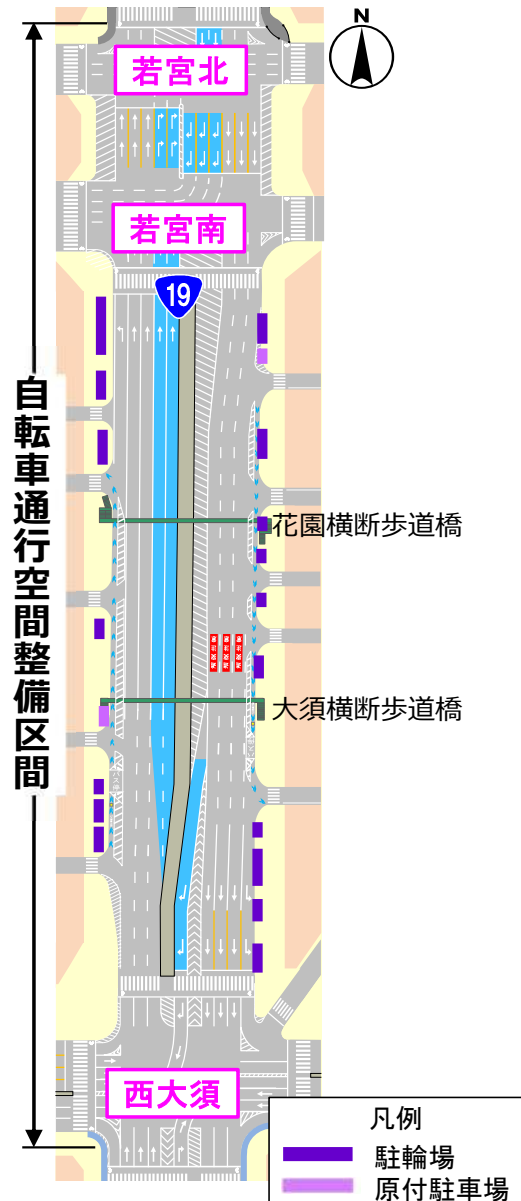 N
若宮北
若宮南
19
自転車通行空間整備区間
花園横断歩道橋
大須横断歩道橋
西大須
凡例
駐輪場
原付駐車場